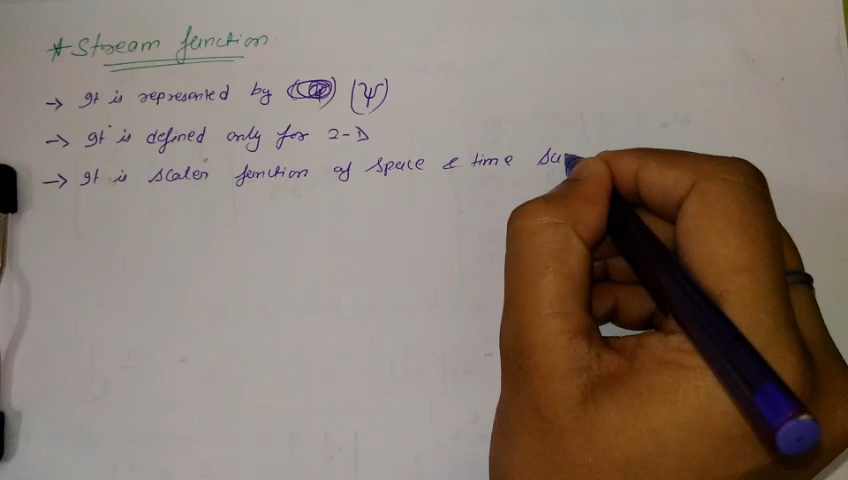 * Stream function
→ It is represented by (ψ)
→ It is defined only for 2-D
→ It is scaler function of space & time su